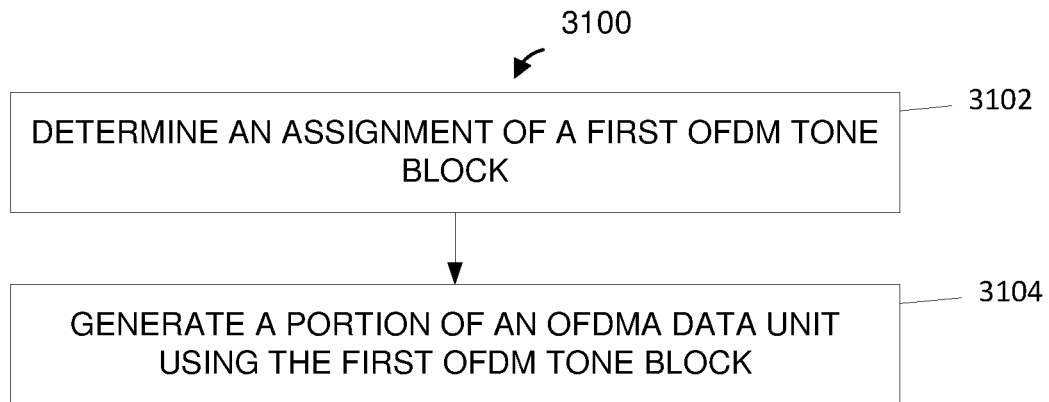 3100
3102
DETERMINE AN ASSIGNMENT OF A FIRST OFDM TONE
BLOCK
3104
GENERATE A PORTION OF AN OFDMA DATA UNIT
USING THE FIRST OFDM TONE BLOCK